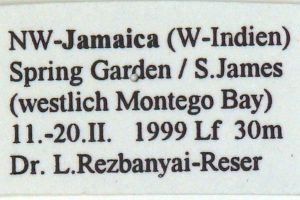 NW-Jamaica (W-Indien)
Spring Garden / S.James
(westlich Montego Bay)
11.-20.II. 1999 Lf 30m
Dr. L.Rezbanyai-Reser